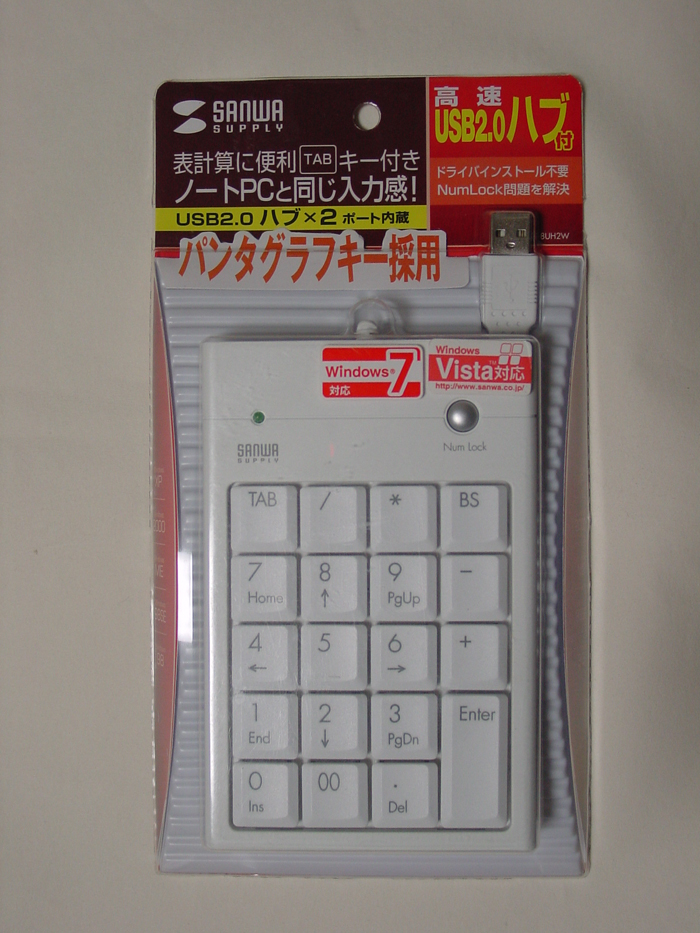 SANWA
SUPPLY
高速
USB2.0ハブ付
表計算に便利TABキー付き
ノートPCと同じ入力感!
ドライバインストール不要
NumLock問題を解決
USB2.0 ハブ×2 ポート内蔵
パンタグラフキー採用
Windows®7
対応
Windows
Vista™対応
http://www.sanwa.co.jp/
SANWA
SUPPLY
Num Lock
TAB / * BS
7 8 9 −
Home ↑ PgUp
4 5 6 +
← →
1 2 3 Enter
End ↓ PgDn
0 00 .
Ins Del